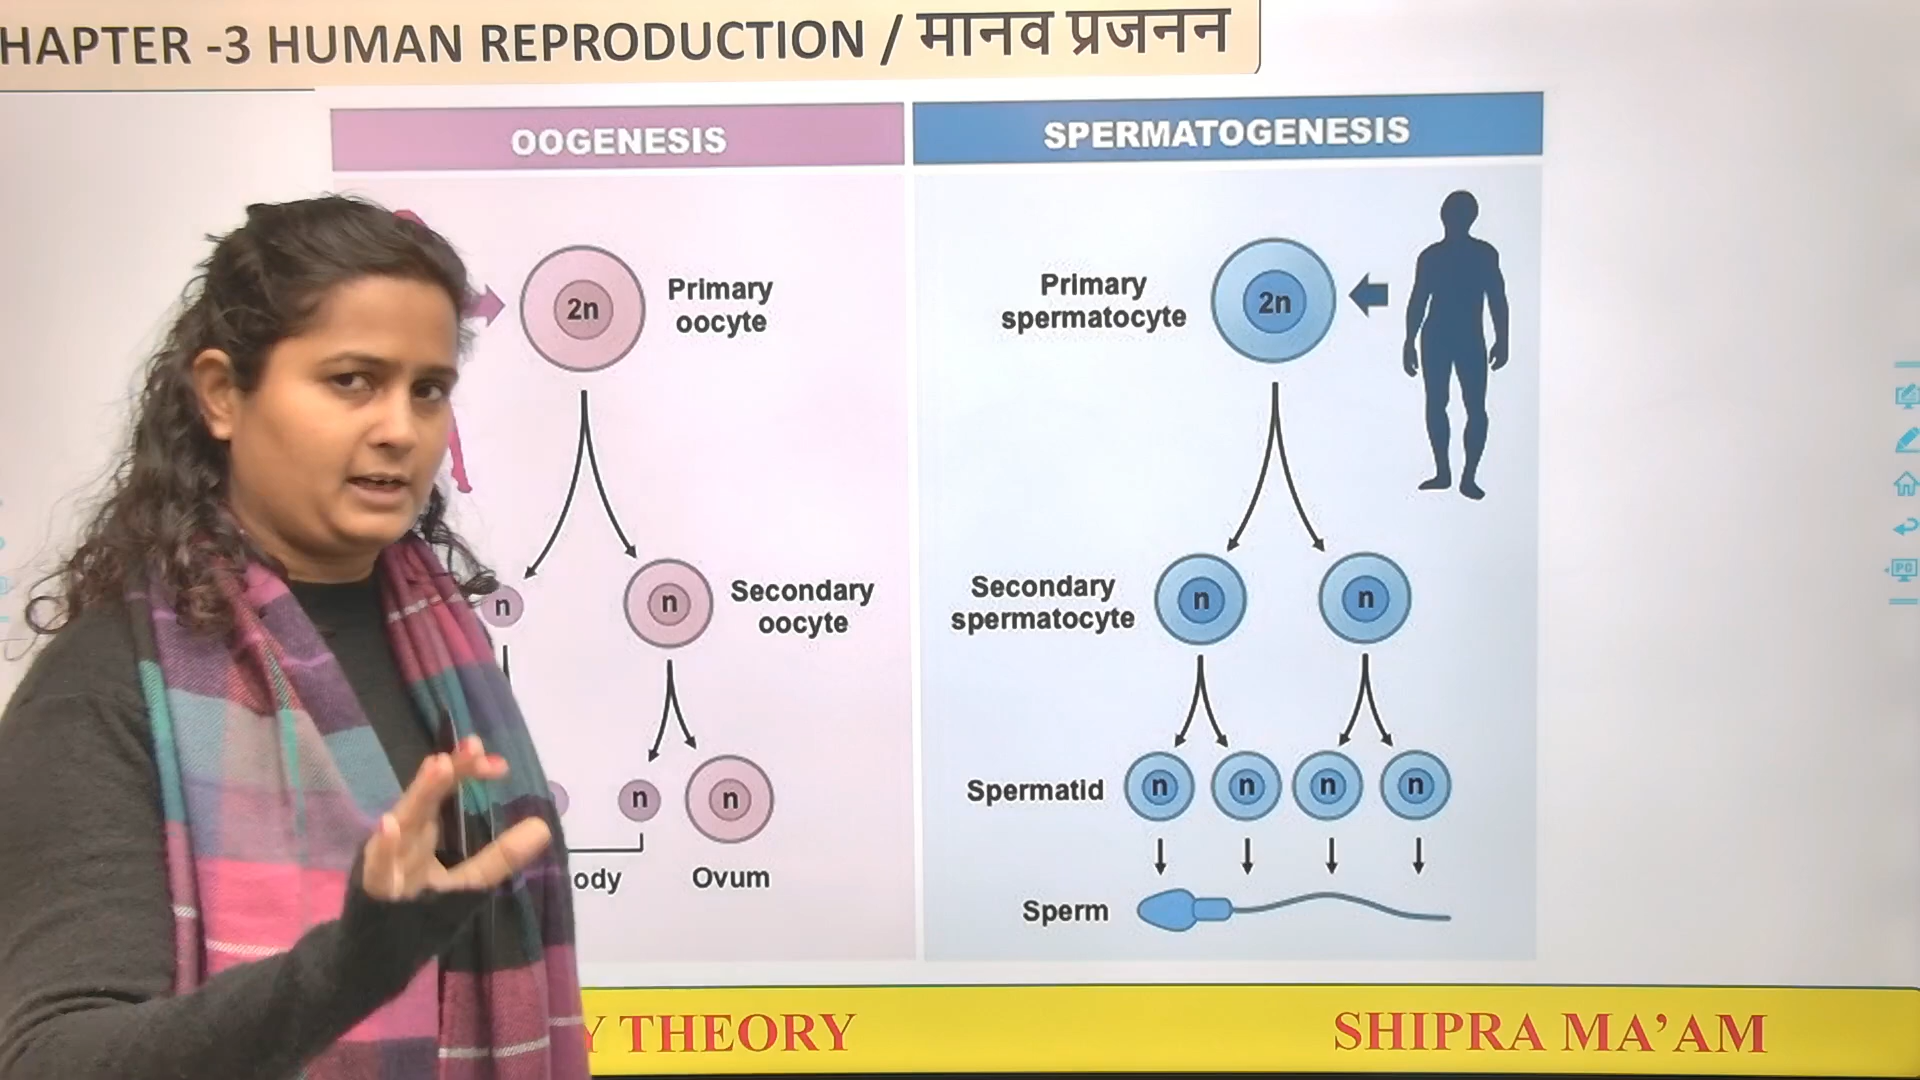 HAPTER -3 HUMAN REPRODUCTION / मानव प्रजनन
OOGENESIS
SPERMATOGENESIS
2n
Primary
oocyte
Primary
spermatocyte
2n
n
n
Secondary
oocyte
Secondary
spermatocyte
n
n
n
n
Spermatid
n
n
n
n
ody
Ovum
Sperm
Y THEORY
SHIPRA MA’AM